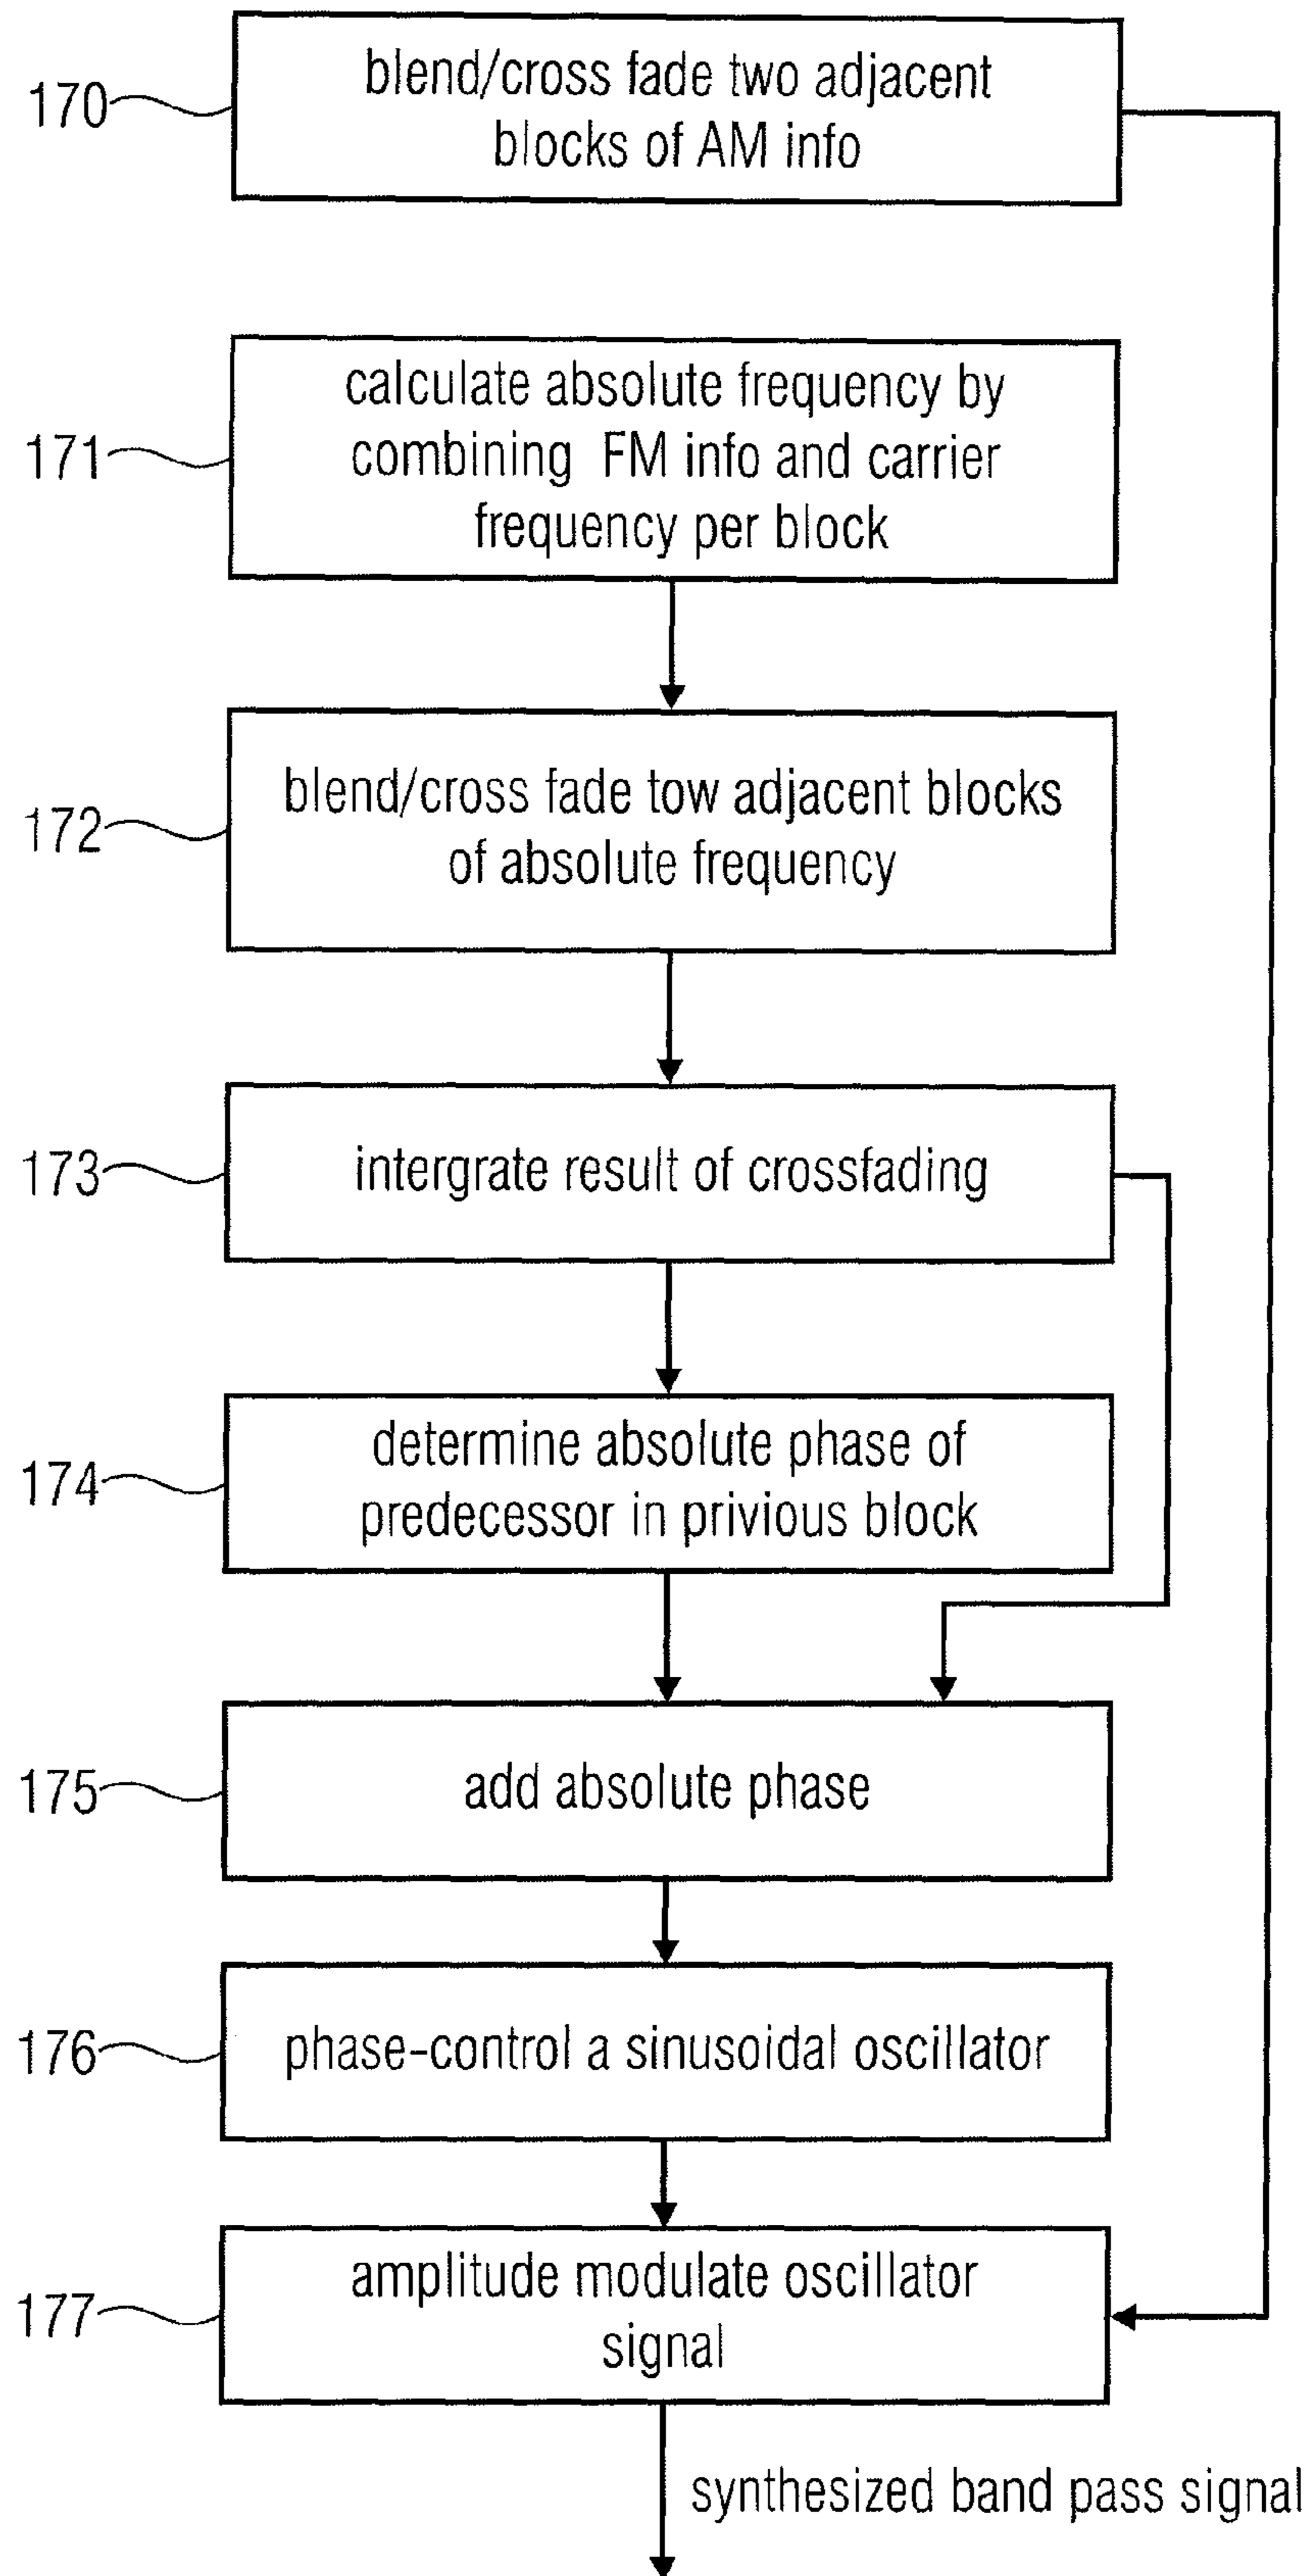 170
blend/cross fade two adjacent
blocks of AM info
171
calculate absolute frequency by
combining FM info and carrier
frequency per block
172
blend/cross fade tow adjacent blocks
of absolute frequency
173
intergrate result of crossfading
174
determine absolute phase of
predecessor in privious block
175
add absolute phase
176
phase-control a sinusoidal oscillator
177
amplitude modulate oscillator
signal
synthesized band pass signal